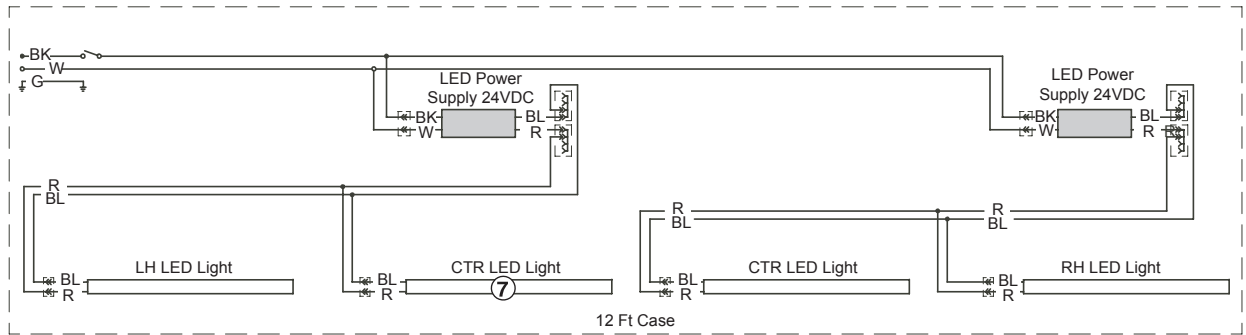 BK
W
G
LED Power
Supply 24VDC
BK
W
BL
R
LED Power
Supply 24VDC
BK
W
BL
R
R
R
BL
R
BL
R
BL
LH LED Light
BL
R
CTR LED Light
7
BL
R
CTR LED Light
BL
R
RH LED Light
BL
R
12 Ft Case